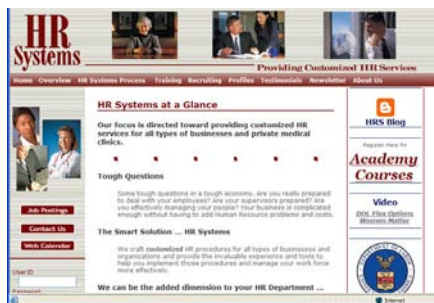 HR
Systems
Providing Customized HR Services
Home Overview HR Systems Process Training Recruiting Profiles Testimonials Newsletter About Us
HR Systems at a Glance
Our focus is directed toward providing customized HR
services for all types of businesses and private medical
clinics.
Tough Questions
Some tough questions in a tough economy. Are you really prepared
to deal with your employees? Are your supervisors prepared? Are
you effectively managing your people? Your business is complicated
enough without having to add Human Resource problems and costs.
The Smart Solution ... HR Systems
We craft customized HR procedures for all types of businesses and
organizations and provide the invaluable experience and tools to
help you implement those procedures and manage your work force
more effectively.
We can be the added dimension to your HR Department ...
Job Postings
Contact Us
Web Calendar
User ID
Password
HRS Blog
Register Here for
Academy
Courses
Video
DOL Flex Options
Women Matter
Internet